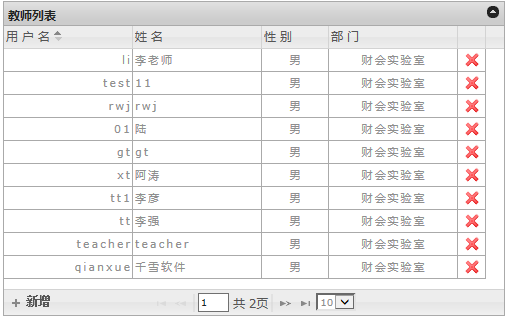 教师列表
用户名 姓名 性别 部门
li 李老师 男 财会实验室
test 11 男 财会实验室
rwj rwj 男 财会实验室
01 陆 男 财会实验室
gt gt 男 财会实验室
xt 阿涛 男 财会实验室
tt1 李彦 男 财会实验室
tt 李强 男 财会实验室
teacher teacher 男 财会实验室
qianxue 千雪软件 男 财会实验室
新增 1 共 2页 10